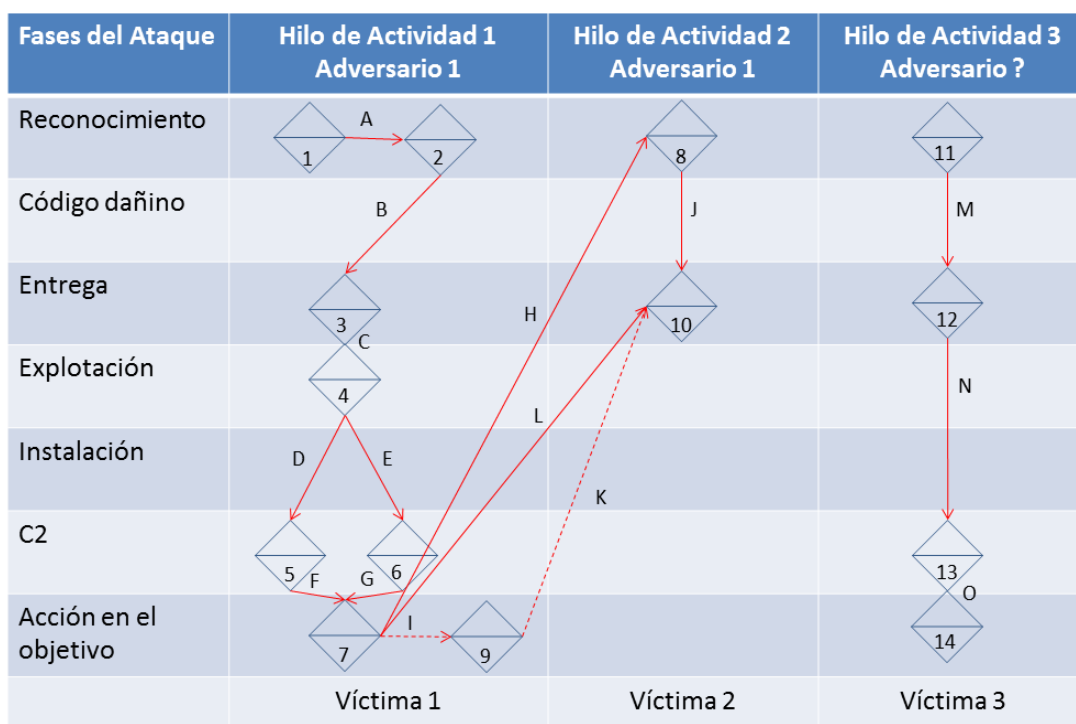 Fases del Ataque
Hilo de Actividad 1
Adversario 1
Hilo de Actividad 2
Adversario 1
Hilo de Actividad 3
Adversario ?
Reconocimiento
A
1
2
8
11
Código dañino
B
J
M
Entrega
3
C
H
10
12
Explotación
4
L
N
Instalación
D
E
K
C2
5
F
G
6
13
O
Acción en el
objetivo
7
I
9
14
Víctima 1
Víctima 2
Víctima 3